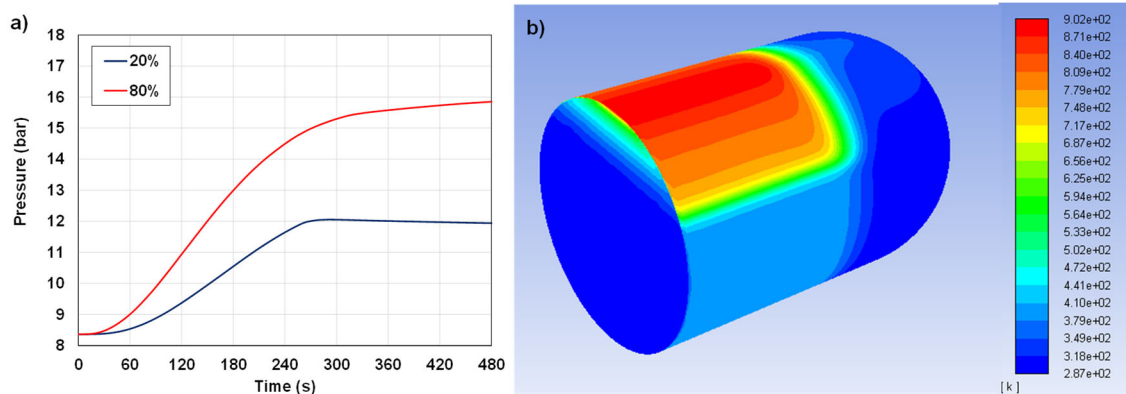 a)
20%
80%
Pressure (bar)
18
17
16
15
14
13
12
11
10
9
8
0 60 120 180 240 300 360 420 480
Time (s)
b)
9.02e+02
8.71e+02
8.40e+02
8.09e+02
7.79e+02
7.48e+02
7.17e+02
6.86e+02
6.56e+02
6.25e+02
5.94e+02
5.64e+02
5.33e+02
5.02e+02
4.72e+02
4.41e+02
4.10e+02
3.79e+02
3.49e+02
3.18e+02
2.87e+02
[ k ]